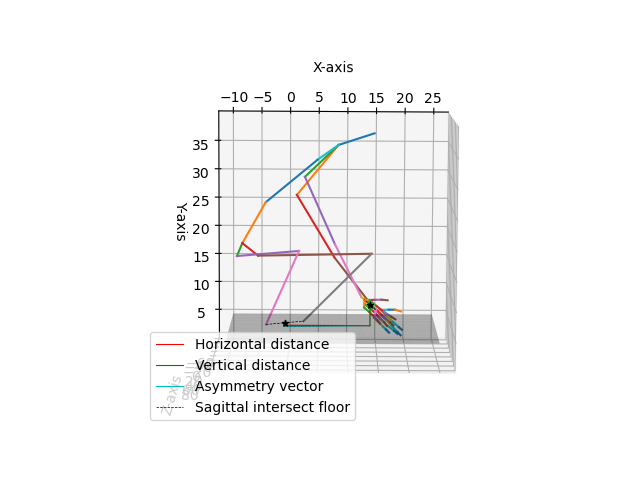 X-axis
−10 −5 0 5 10 15 20 25
35
30
25
20
15
10
5
Y-axis
Z-axis
Horizontal distance
Vertical distance
Asymmetry vector
Sagittal intersect floor